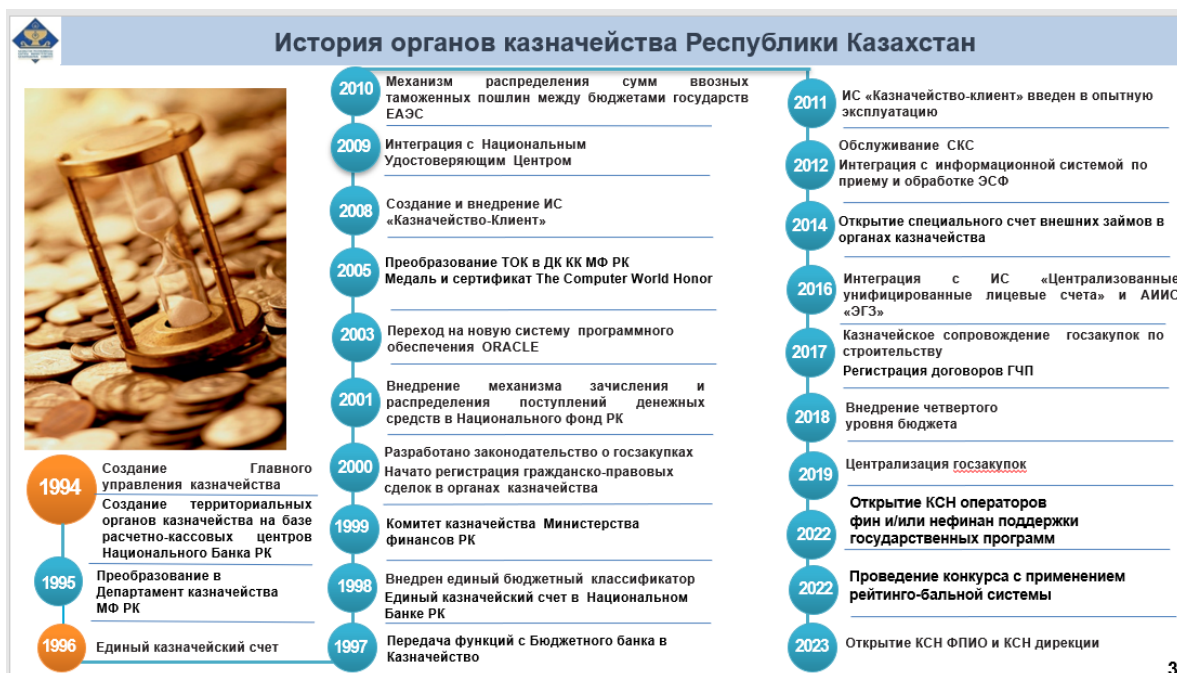 История органов казначейства Республики Казахстан
1994
Создание Главного
управления казначейства
Создание территориальных
органов казначейства на базе
расчетно-кассовых центров
Национального Банка РК
1995
Преобразование в
Департамент казначейства
МФ РК
1996
Единый казначейский счет
2010
Механизм распределения сумм ввозных
таможенных пошлин между бюджетами государств
ЕАЭС
2009
Интеграция с Национальным
Удостоверяющим Центром
2008
Создание и внедрение ИС
«Казначейство-Клиент»
2005
Преобразование ТОК в ДК КК МФ РК
Медаль и сертификат The Computer World Honor
2003
Переход на новую систему программного
обеспечения ORACLE
2001
Внедрение механизма зачисления и
распределения поступлений денежных
средств в Национального фонд РК
2000
Разработано законодательство о госзакупках
Начато регистрация гражданско-правовых
сделок в органах казначейства
1999
Комитет казначейства Министерства
финансов РК
1998
Внедрен единый бюджетный классификатор
Единый казначейский счет в Национальном
Банке РК
1997
Передача функций с Бюджетного банка в
Казначейство
2011
ИС «Казначейство-клиент» введен в опытную
эксплуатацию
2012
Обслуживание СКС
Интеграция с информационной системой по
приему и обработке ЭСФ
2014
Открытие специального счет внешних займов в
органах казначейства
2016
Интеграция с ИС «Централизованные
унифицированные лицевые счета» и АИИС
«ЭГЗ»
2017
Казначейское сопровождение госзакупок по
строительству
Регистрация договоров ГЧП
2018
Внедрение четвертого
уровня бюджета
2019
Централизация госзакупок
2022
Открытие КСН операторов
фин и/или нефинан поддержки
государственных программ
2022
Проведение конкурса с применением
рейтинго-бальной системы
2023
Открытие КСН ФПИО и КСН дирекции
3